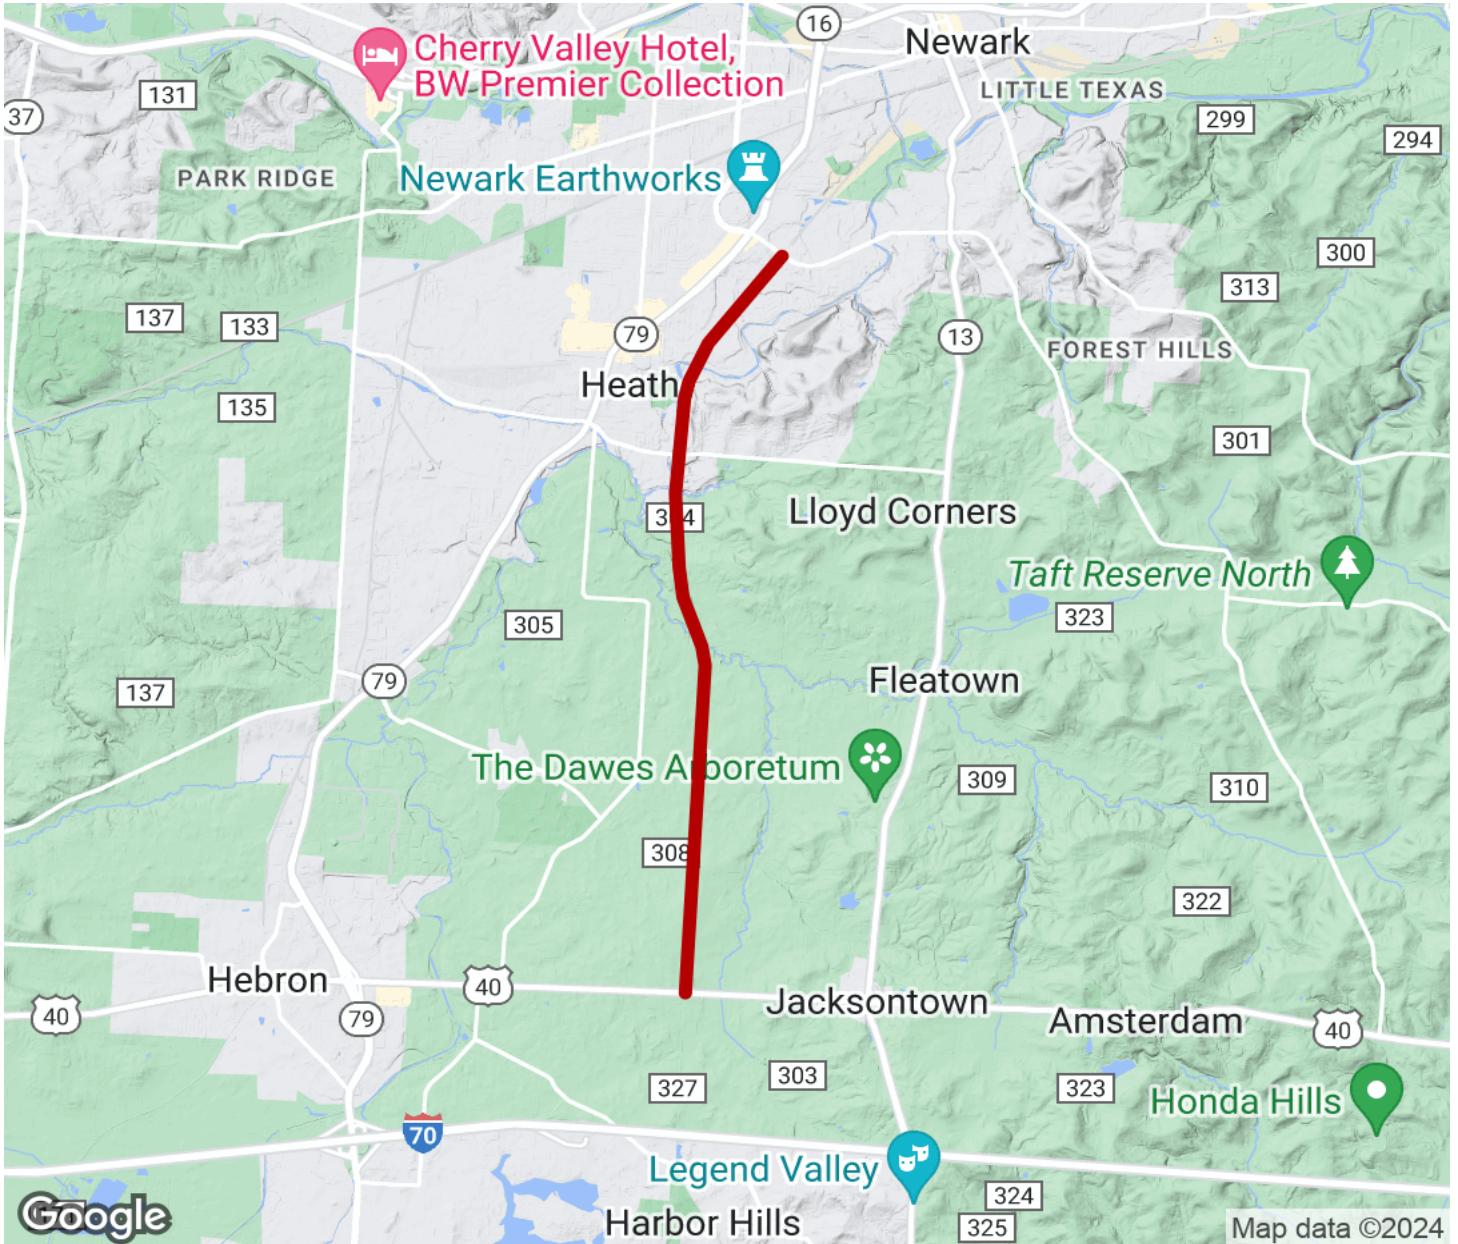 16
Newark
Cherry Valley Hotel,
BW Premier Collection
LITTLE TEXAS
131
37
299
294
PARK RIDGE
Newark Earthworks
300
313
137
133
79
13
FOREST HILLS
Heath
135
301
Lloyd Corners
Taft Reserve North
305
323
79
137
Fleatown
The Dawes Arboretum
309
310
308
322
Hebron
40
Jacksontown
40
79
Amsterdam
40
327
303
323
Honda Hills
70
Legend Valley
324
Google
Harbor Hills
325
Map data ©2024